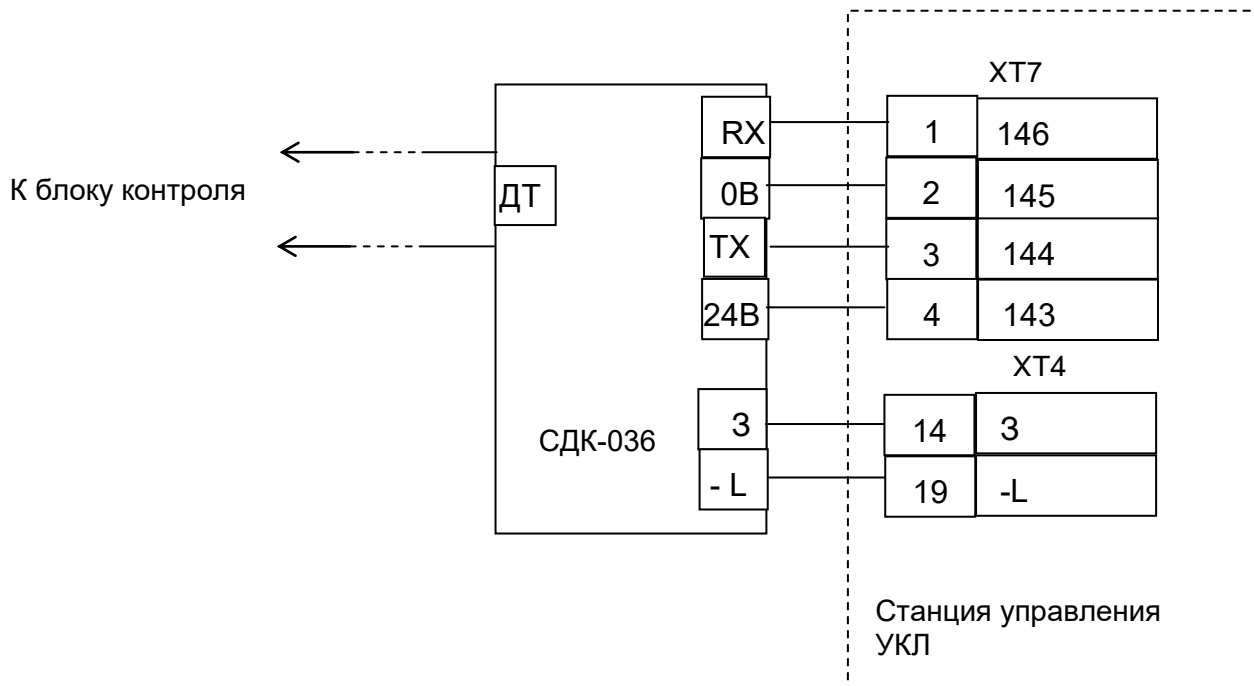 XT7
RX 1 146
К блоку контроля
ДТ
0В 2 145
TX 3 144
24В 4 143
XT4
СДК-036
З 14 З
- L 19 -L
Станция управления
УКЛ